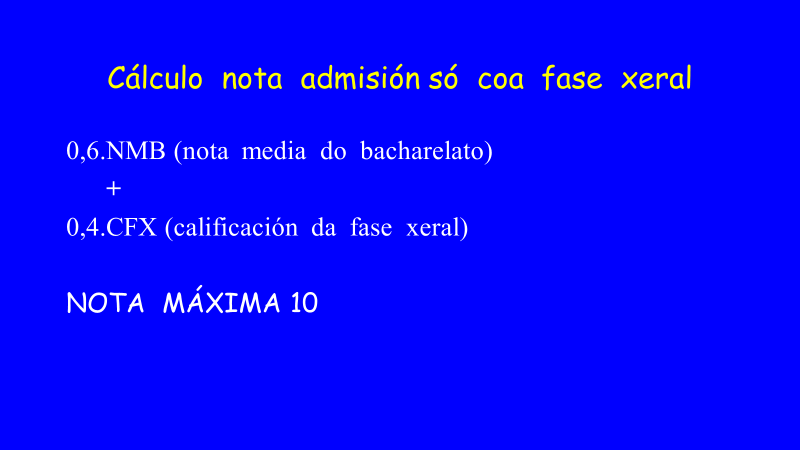 Cálculo nota admisión só coa fase xeral
0,6.NMB (nota media do bacharelato)
+
0,4.CFX (calificación da fase xeral)
NOTA MÁXIMA 10